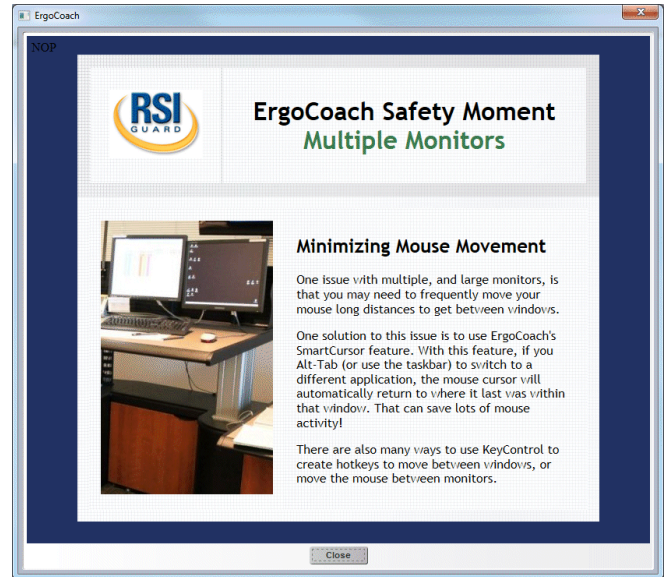 ErgoCoach
NOP
RSI
GUARD
ErgoCoach Safety Moment
Multiple Monitors
Minimizing Mouse Movement
One issue with multiple, and large monitors, is
that you may need to frequently move your
mouse long distances to get between windows.
One solution to this issue is to use ErgoCoach's
SmartCursor feature. With this feature, if you
Alt-Tab (or use the taskbar) to switch to a
different application, the mouse cursor will
automatically return to where it last was within
that window. That can save lots of mouse
activity!
There are also many ways to use KeyControl to
create hotkeys to move between windows, or
move the mouse between monitors.
Close